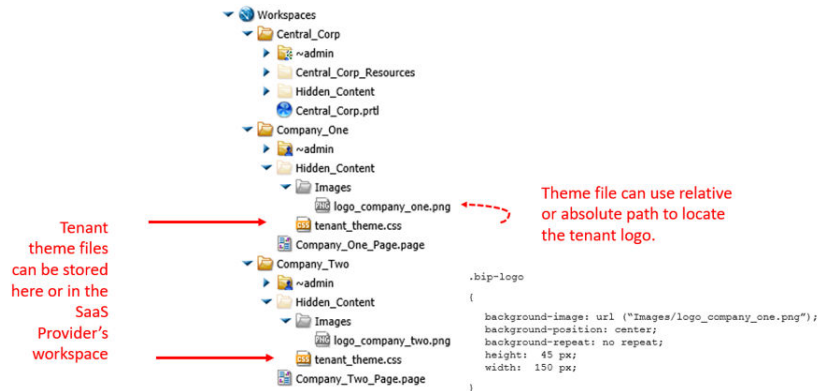 Workspaces
Central_Corp
~admin
Central_Corp_Resources
Hidden_Content
Central_Corp.prtl
Company_One
~admin
Hidden_Content
Images
logo_company_one.png
tenant_theme.css
Company_One_Page.page
Company_Two
~admin
Hidden_Content
Images
logo_company_two.png
tenant_theme.css
Company_Two_Page.page
Tenant
theme files
can be stored
here or in the
SaaS
Provider's
workspace
Theme file can use relative
or absolute path to locate
the tenant logo.
.bip-logo
{
background-image: url (“Images/logo_company_one.png”);
background-position: center;
background-repeat: no repeat;
height: 45 px;
width: 150 px;
}